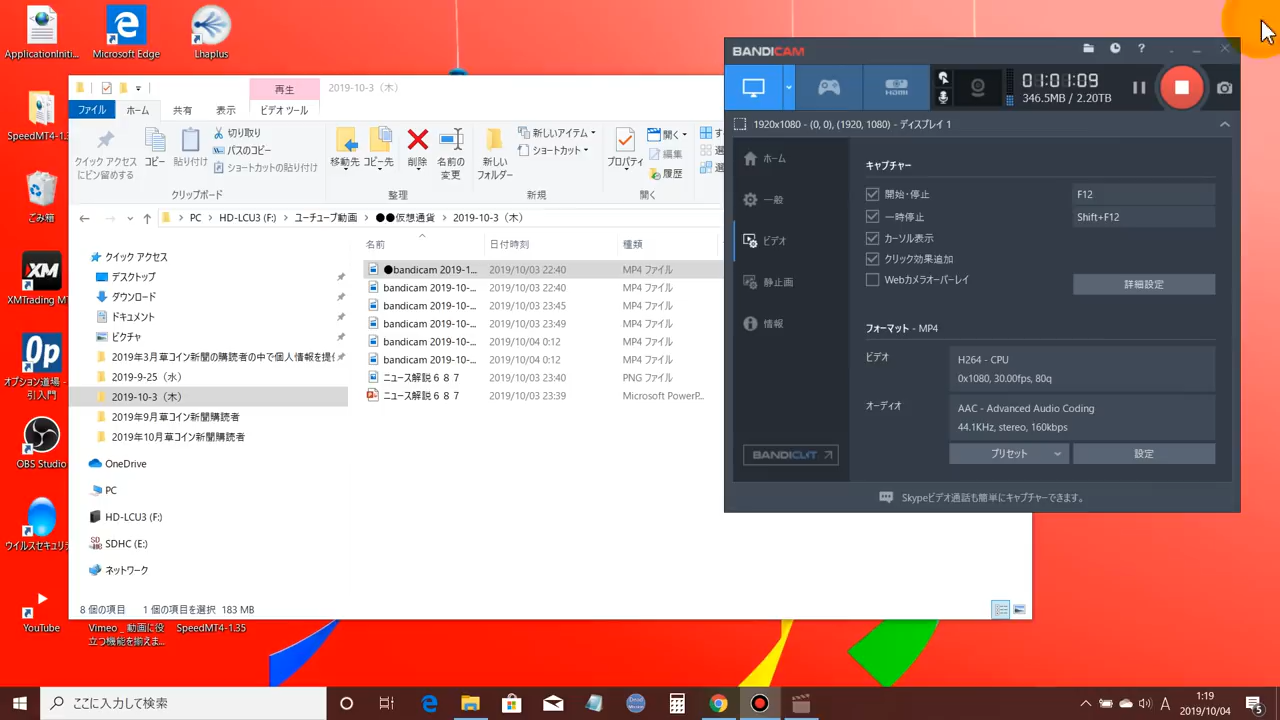 ApplicationIniti...
Microsoft Edge
Lhaplus
SpeedMT4-1.3
ごみ箱
XMTrading MT
オプション道場 -
引入門
OBS Studio
ウイルスセキュリテ
YouTube
Vimeo _ 動画に役
立つ機能を揃えま...
SpeedMT4-1.35
再生
2019-10-3（木）
ファイル
ホーム
共有
表示
ビデオ ツール
クイック アクセス
にピン留めする
コピー
貼り付け
切り取り
パスのコピー
ショートカットの貼り付け
クリップボード
移動先
コピー先
削除
名前の
変更
整理
新しい
フォルダー
新しいアイテム
ショートカット
新規
プロパティ
開く
編集
履歴
開く
PC
HD-LCU3 (F:)
ユーチューブ動画
●●仮想通貨
2019-10-3（木）
名前
日付時刻
種類
クイック アクセス
デスクトップ
ダウンロード
ドキュメント
ピクチャ
2019年3月草コイン新聞の購読者の中で個人情報を提
2019-9-25（水）
2019-10-3（木）
2019年9月草コイン新聞購読者
2019年10月草コイン新聞購読者
OneDrive
PC
HD-LCU3 (F:)
SDHC (E:)
ネットワーク
●bandicam 2019-1... 2019/10/03 22:40 MP4 ファイル
bandicam 2019-10-... 2019/10/03 22:40 MP4 ファイル
bandicam 2019-10-... 2019/10/03 23:45 MP4 ファイル
bandicam 2019-10-... 2019/10/03 23:49 MP4 ファイル
bandicam 2019-10-... 2019/10/04 0:12 MP4 ファイル
bandicam 2019-10-... 2019/10/04 0:12 MP4 ファイル
ニュース解説６８７ 2019/10/03 23:40 PNG ファイル
ニュース解説６８７ 2019/10/03 23:39 Microsoft PowerP...
8 個の項目
1 個の項目を選択 183 MB
BANDICAM
HDMI
01:01:09
346.5MB / 2.20TB
1920x1080 - (0, 0), (1920, 1080) - ディスプレイ 1
ホーム
一般
ビデオ
静止画
情報
BANDICUT
キャプチャー
開始・停止
F12
一時停止
Shift+F12
カーソル表示
クリック効果追加
Webカメラオーバーレイ
詳細設定
フォーマット - MP4
ビデオ
H264 - CPU
0x1080, 30.00fps, 80q
オーディオ
AAC - Advanced Audio Coding
44.1KHz, stereo, 160kbps
プリセット
設定
Skypeビデオ通話も簡単にキャプチャーできます。
ここに入力して検索
A
1:19
2019/10/04
5